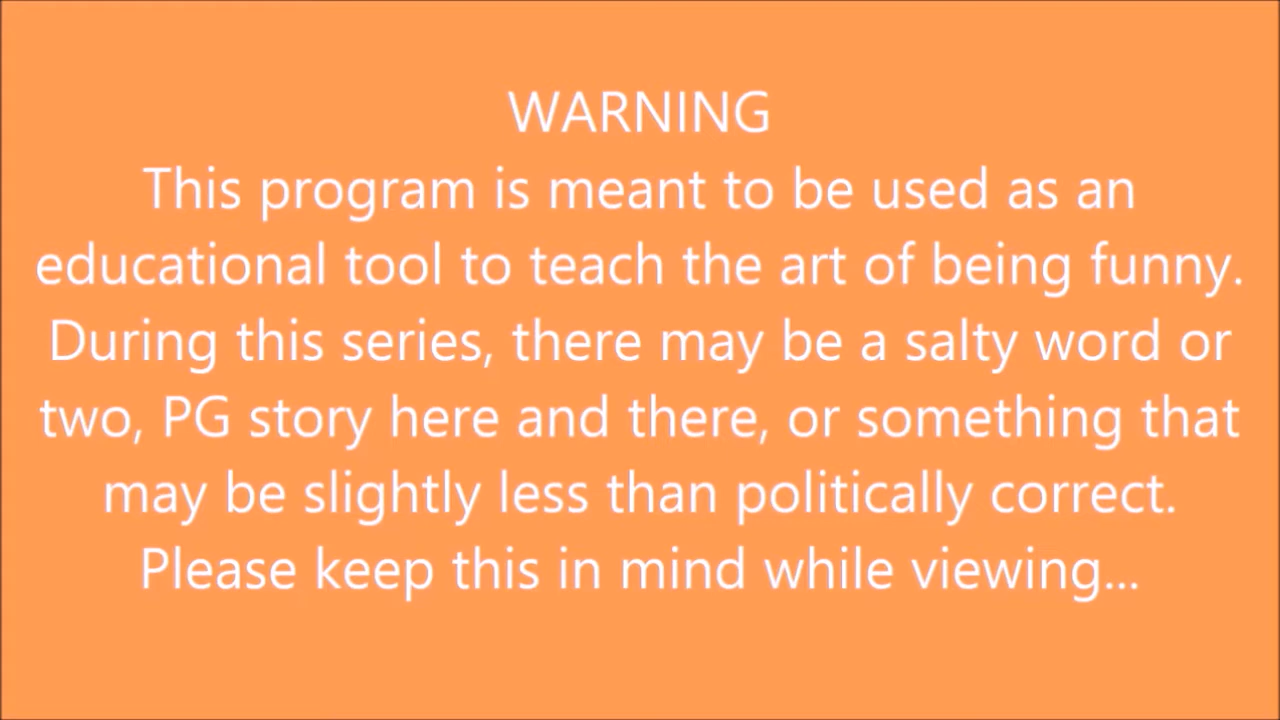 WARNING
This program is meant to be used as an
educational tool to teach the art of being funny.
During this series, there may be a salty word or
two, PG story here and there, or something that
may be slightly less than politically correct.
Please keep this in mind while viewing...